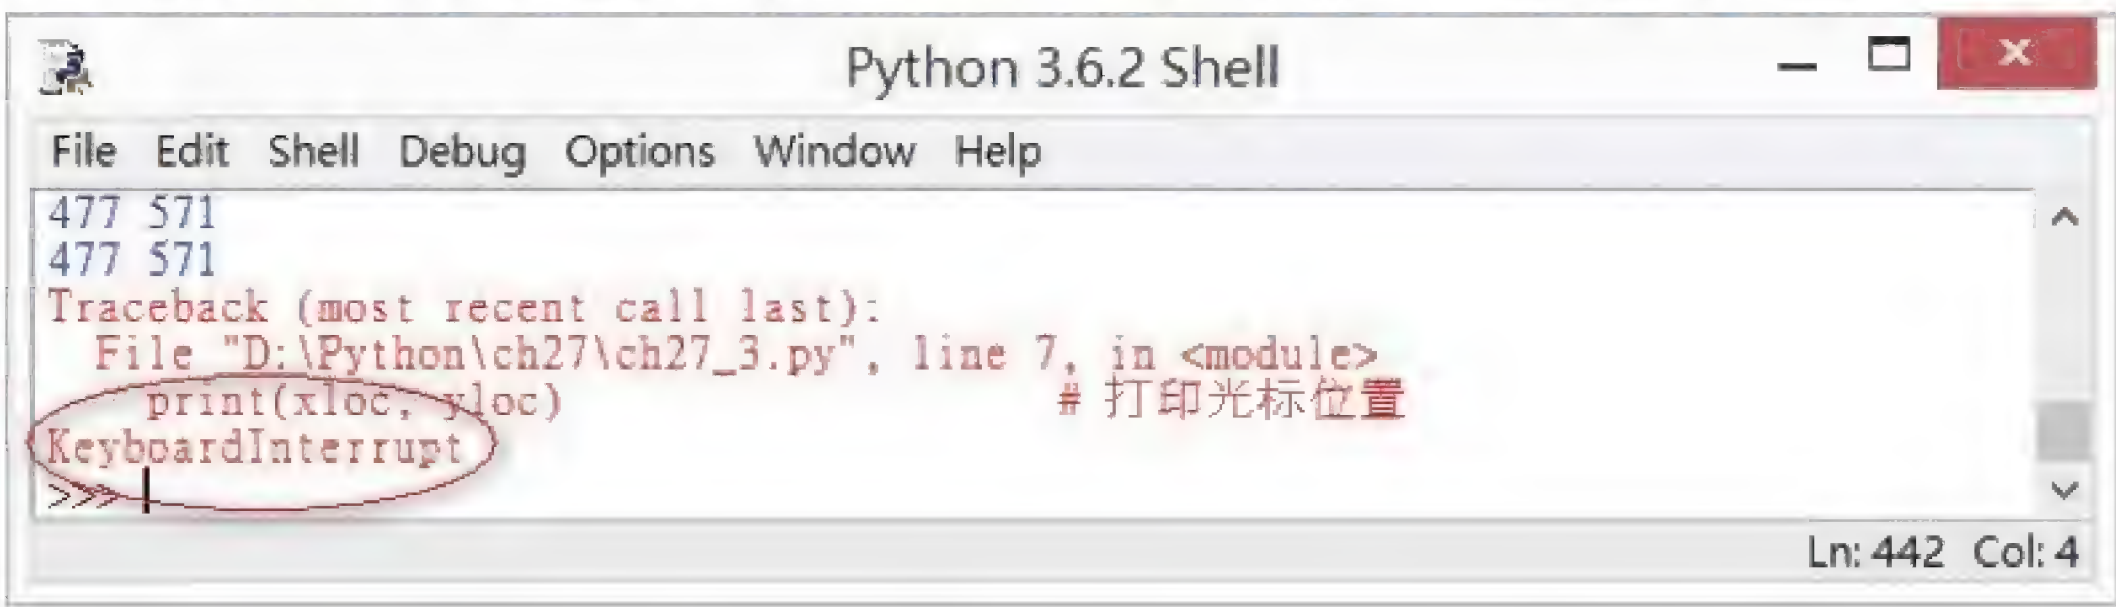 Python 3.6.2 Shell
File Edit Shell Debug Options Window Help
477 571
477 571
Traceback (most recent call last):
  File "D:\Python\ch27\ch27_3.py", line 7, in <module>
    print(xloc, yloc)                     # 打印光标位置
KeyboardInterrupt
>>>
Ln: 442 Col: 4